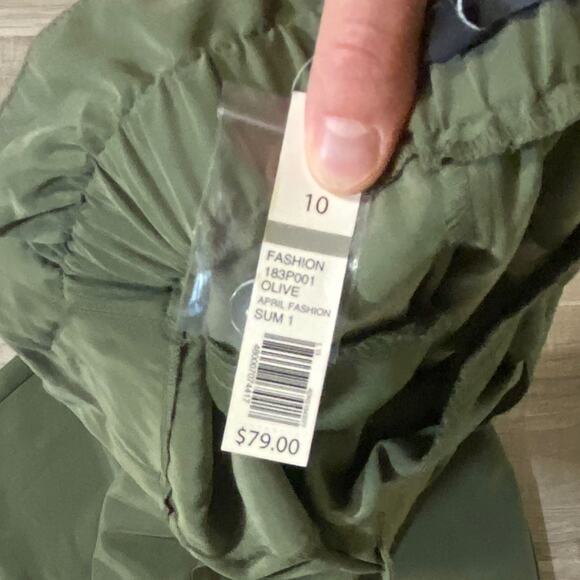 10
FASHION
183P001
OLIVE
APRIL FASHION
SUM 1
$79.00